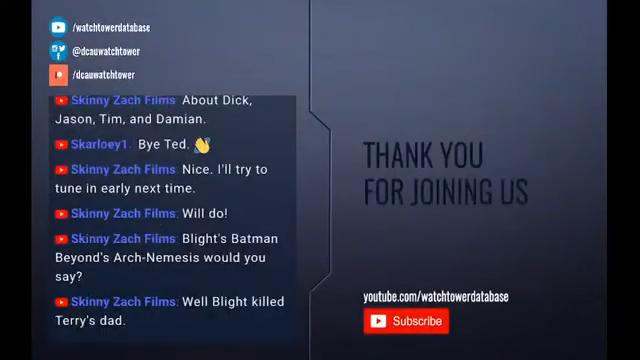 /watchtowerdatabase
@dcauwatchtower
/dcauwatchtower
Skinny Zach Films: About Dick,
Jason, Tim, and Damian.
Skarloey1: Bye Ted. 👋
Skinny Zach Films: Nice. I'll try to
tune in early next time.
Skinny Zach Films: Will do!
Skinny Zach Films: Blight's Batman
Beyond's Arch-Nemesis would you
say?
Skinny Zach Films: Well Blight killed
Terry's dad.
THANK YOU
FOR JOINING US
youtube.com/watchtowerdatabase
Subscribe